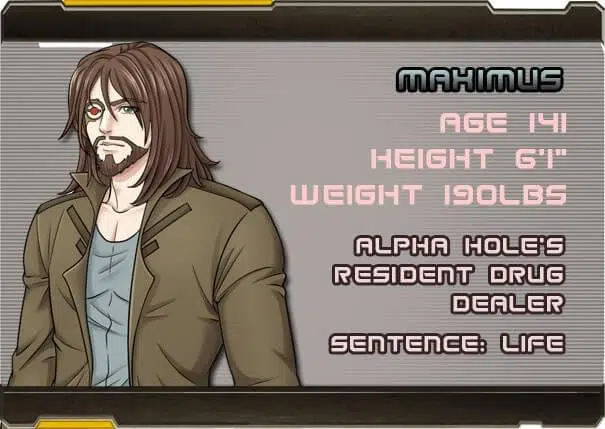 MAXIMUS
AGE 141
HEIGHT 6'1"
WEIGHT 190LBS
ALPHA HOLE'S
RESIDENT DRUG
DEALER
SENTENCE: LIFE